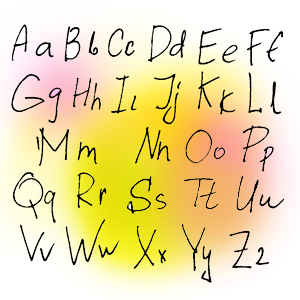 Aa Bb Cc Dd Ee Ff
Gg Hh Ii Jj Kk Ll
Mm Nn Oo Pp
Qq Rr Ss Tt Uu
Vv Ww Xx Yy Zz